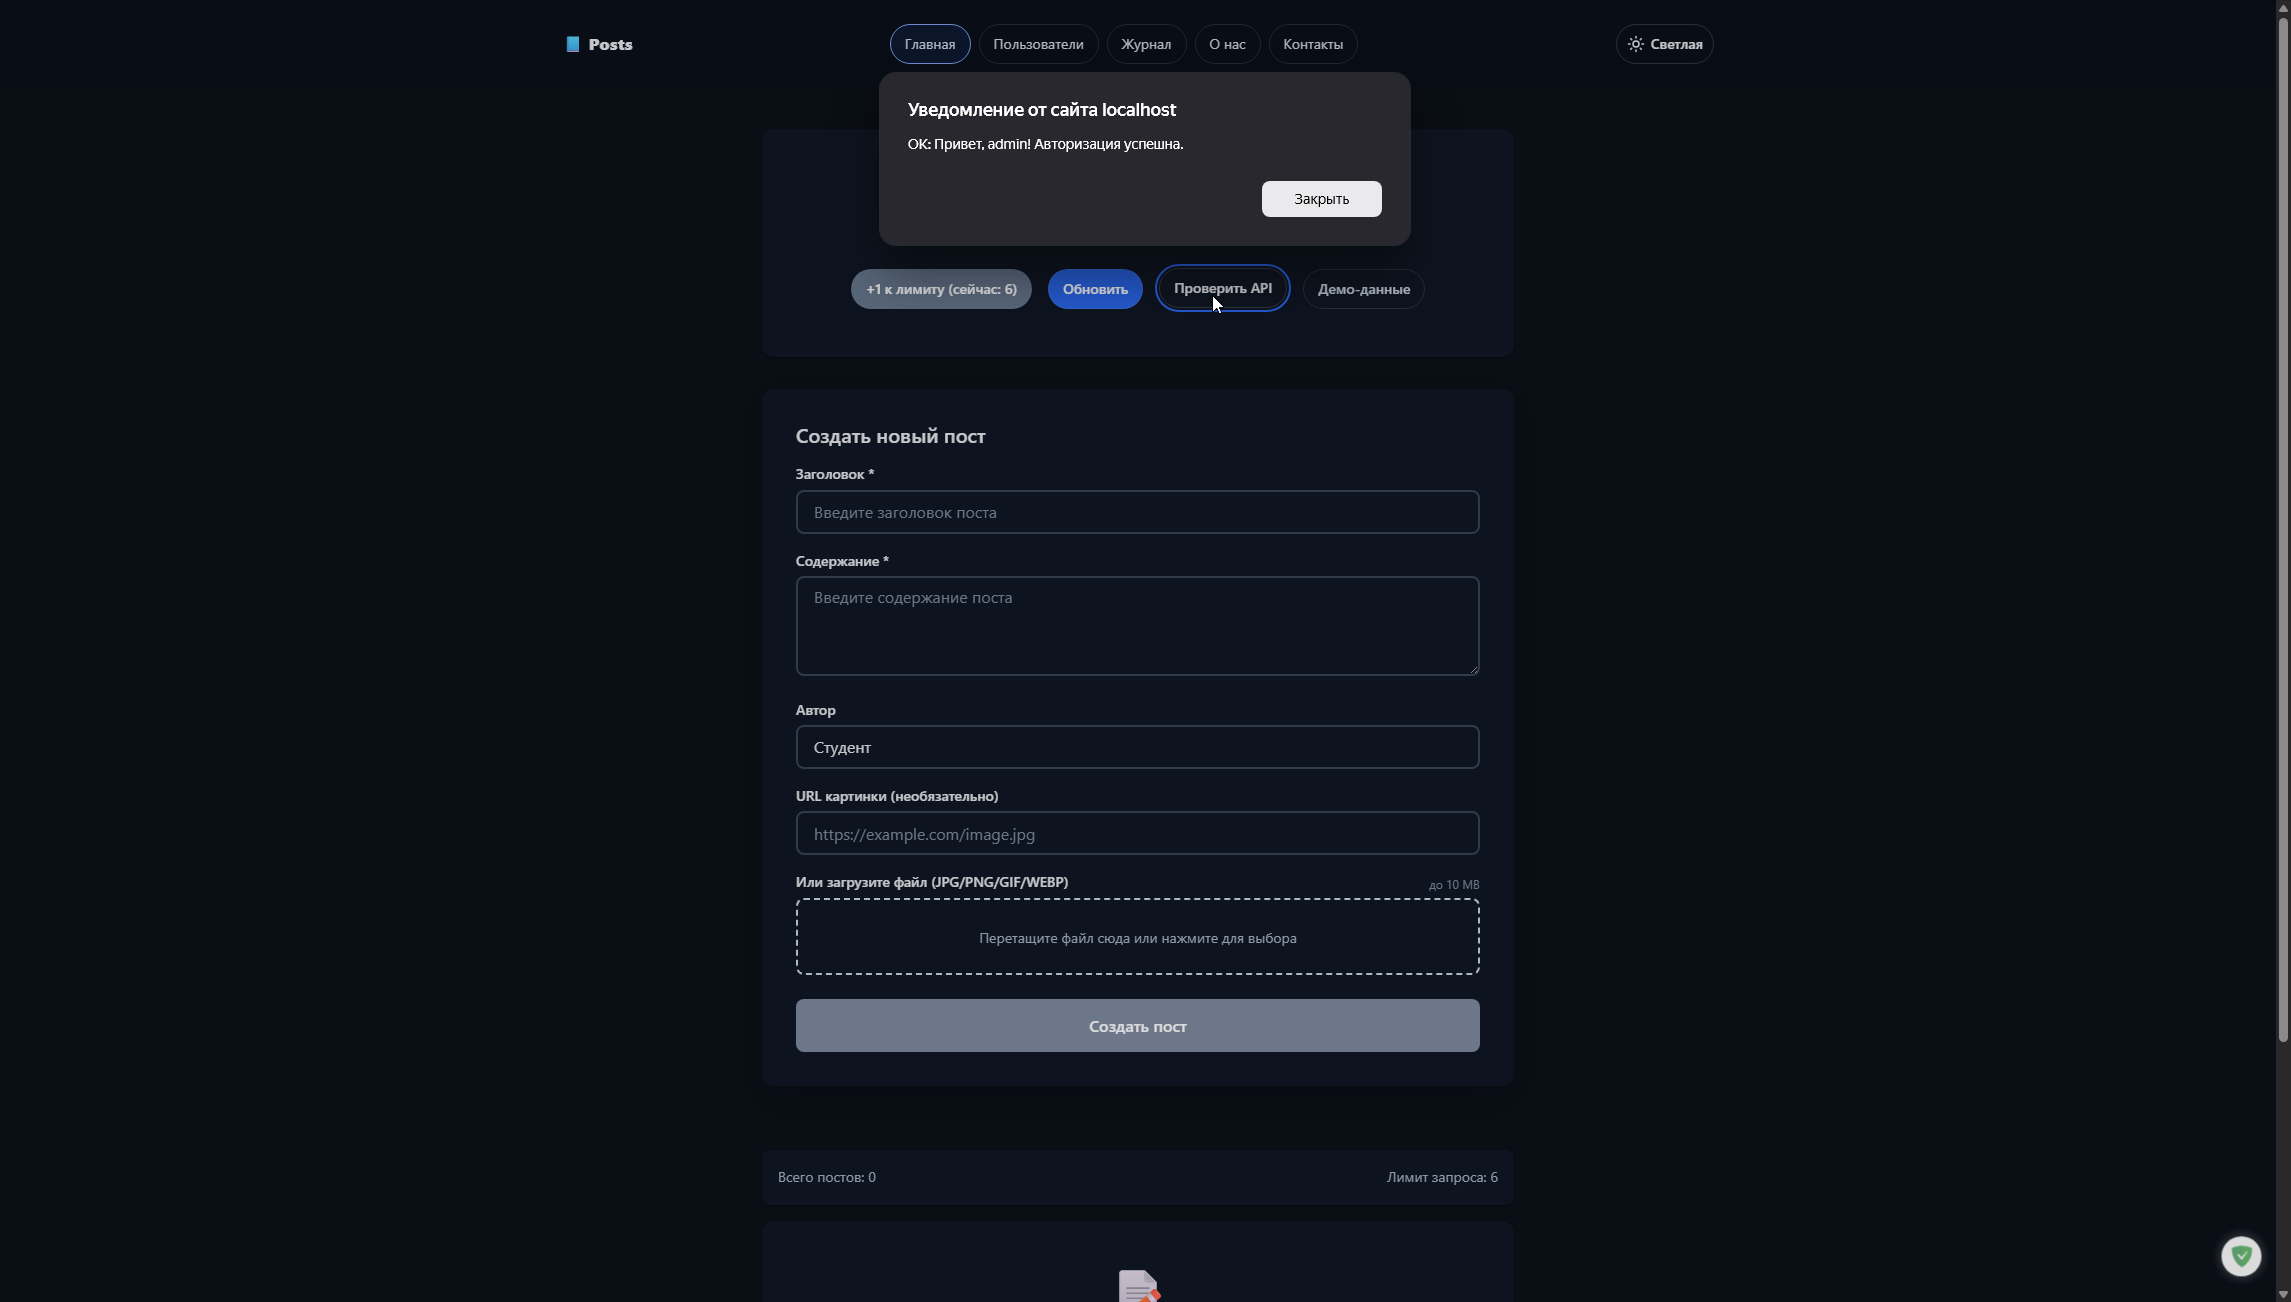 Posts
Главная
Пользователи
Журнал
О нас
Контакты
Светлая
Уведомление от сайта localhost
OK: Привет, admin! Авторизация успешна.
Закрыть
+1 к лимиту (сейчас: 6)
Обновить
Проверить API
Демо-данные
Создать новый пост
Заголовок *
Введите заголовок поста
Содержание *
Введите содержание поста
Автор
Студент
URL картинки (необязательно)
https://example.com/image.jpg
Или загрузите файл (JPG/PNG/GIF/WEBP)
до 10 MB
Перетащите файл сюда или нажмите для выбора
Создать пост
Всего постов: 0
Лимит запроса: 6